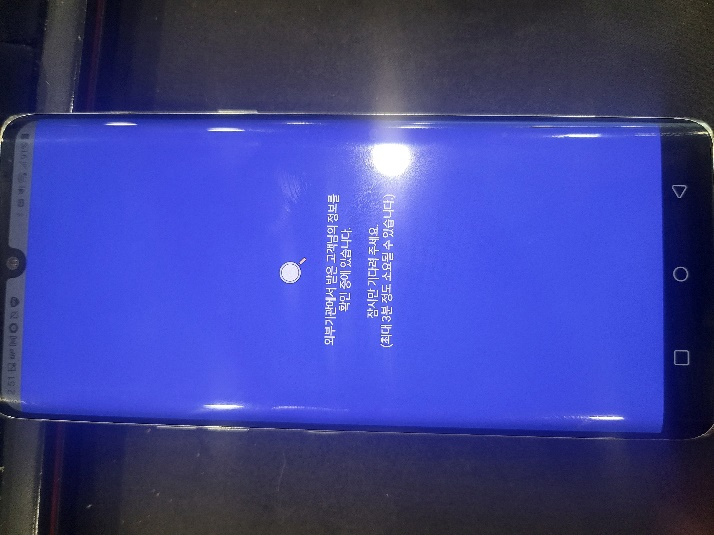 외부기관에서 받은 고객님의 정보를
확인 중에 있습니다.
잠시만 기다려 주세요.
(최대 3분 정도 소요될 수 있습니다.)